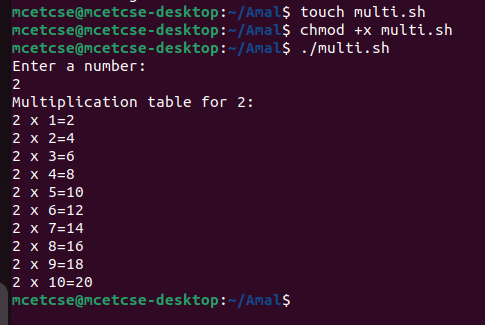 mcetcse@mcetcse-desktop:~/Amal$ touch multi.sh
mcetcse@mcetcse-desktop:~/Amal$ chmod +x multi.sh
mcetcse@mcetcse-desktop:~/Amal$ ./multi.sh
Enter a number:
2
Multiplication table for 2:
2 x 1=2
2 x 2=4
2 x 3=6
2 x 4=8
2 x 5=10
2 x 6=12
2 x 7=14
2 x 8=16
2 x 9=18
2 x 10=20
mcetcse@mcetcse-desktop:~/Amal$